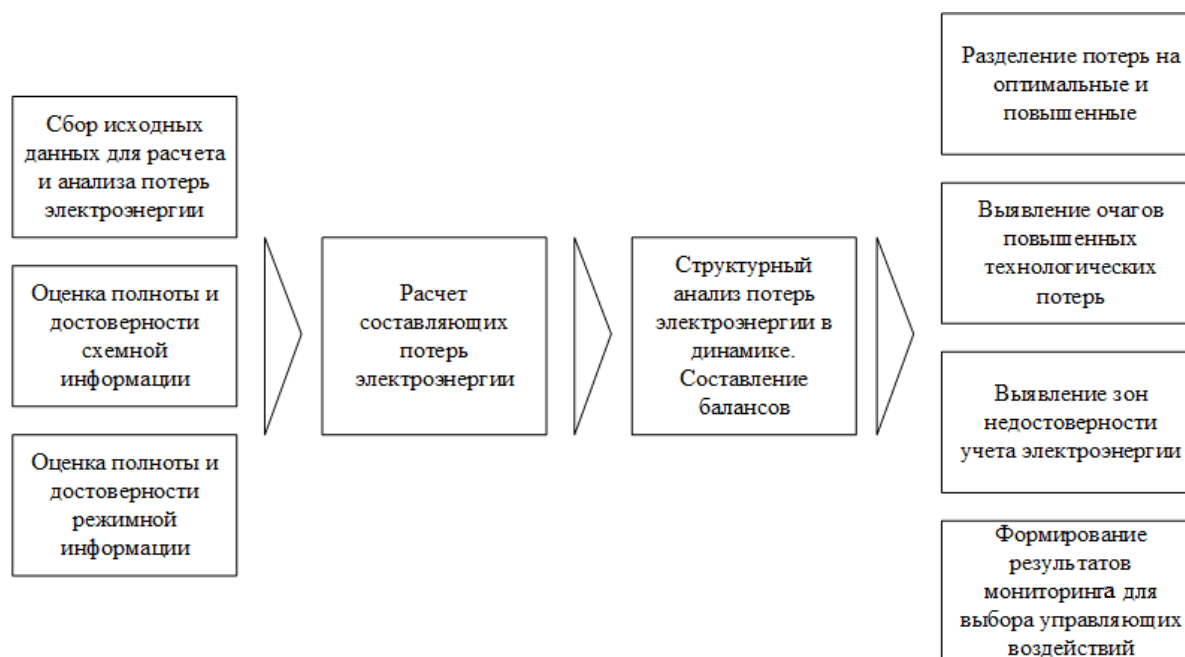 Сбор исходных
данных для расчета
и анализа потерь
электроэнергии
Оценка полноты и
достоверности
схемной
информации
Оценка полноты и
достоверности
режимной
информации
Расчет
составляющих
потерь
электроэнергии
Структурный
анализ потерь
электроэнергии в
динамике.
Составление
балансов
Разделение потерь на
оптимальные и
повышенные
Выявление очагов
повышенных
технологических
потерь
Выявление зон
недостоверности
учета электроэнергии
Формирование
результатов
мониторинга для
выбора управляющих
воздействий